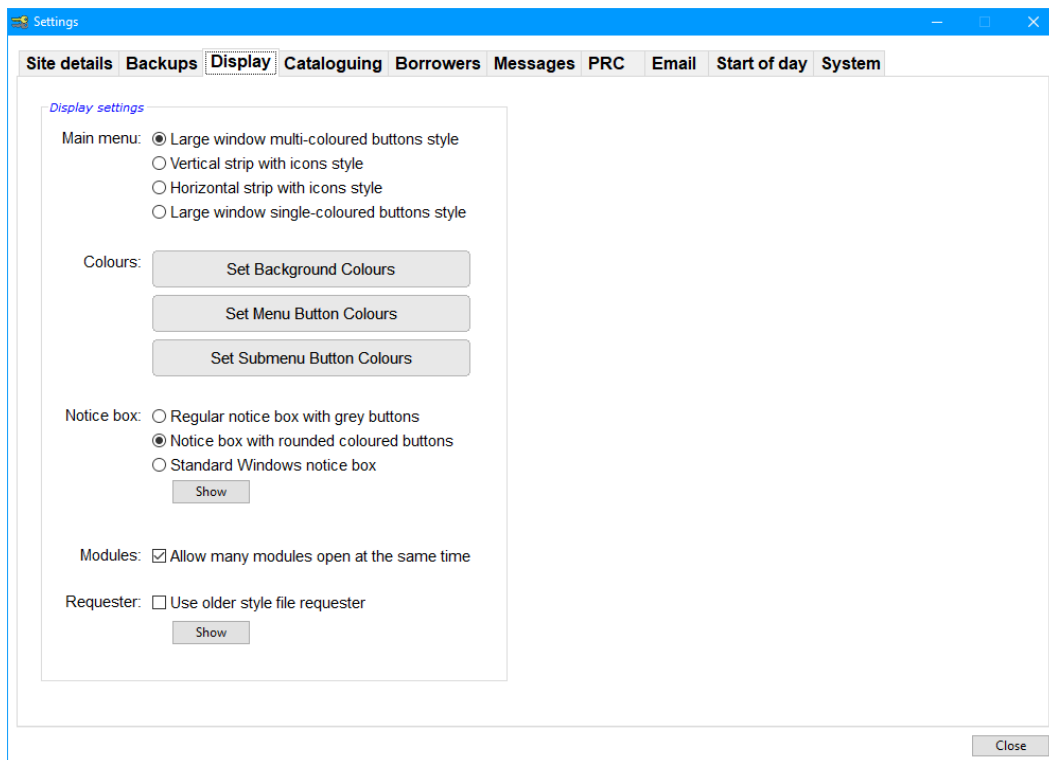 Settings
Site details Backups Display Cataloguing Borrowers Messages PRC Email Start of day System
Display settings
Main menu: Large window multi-coloured buttons style
Vertical strip with icons style
Horizontal strip with icons style
Large window single-coloured buttons style
Colours: Set Background Colours
Set Menu Button Colours
Set Submenu Button Colours
Notice box: Regular notice box with grey buttons
Notice box with rounded coloured buttons
Standard Windows notice box
Show
Modules: Allow many modules open at the same time
Requester: Use older style file requester
Show
Close